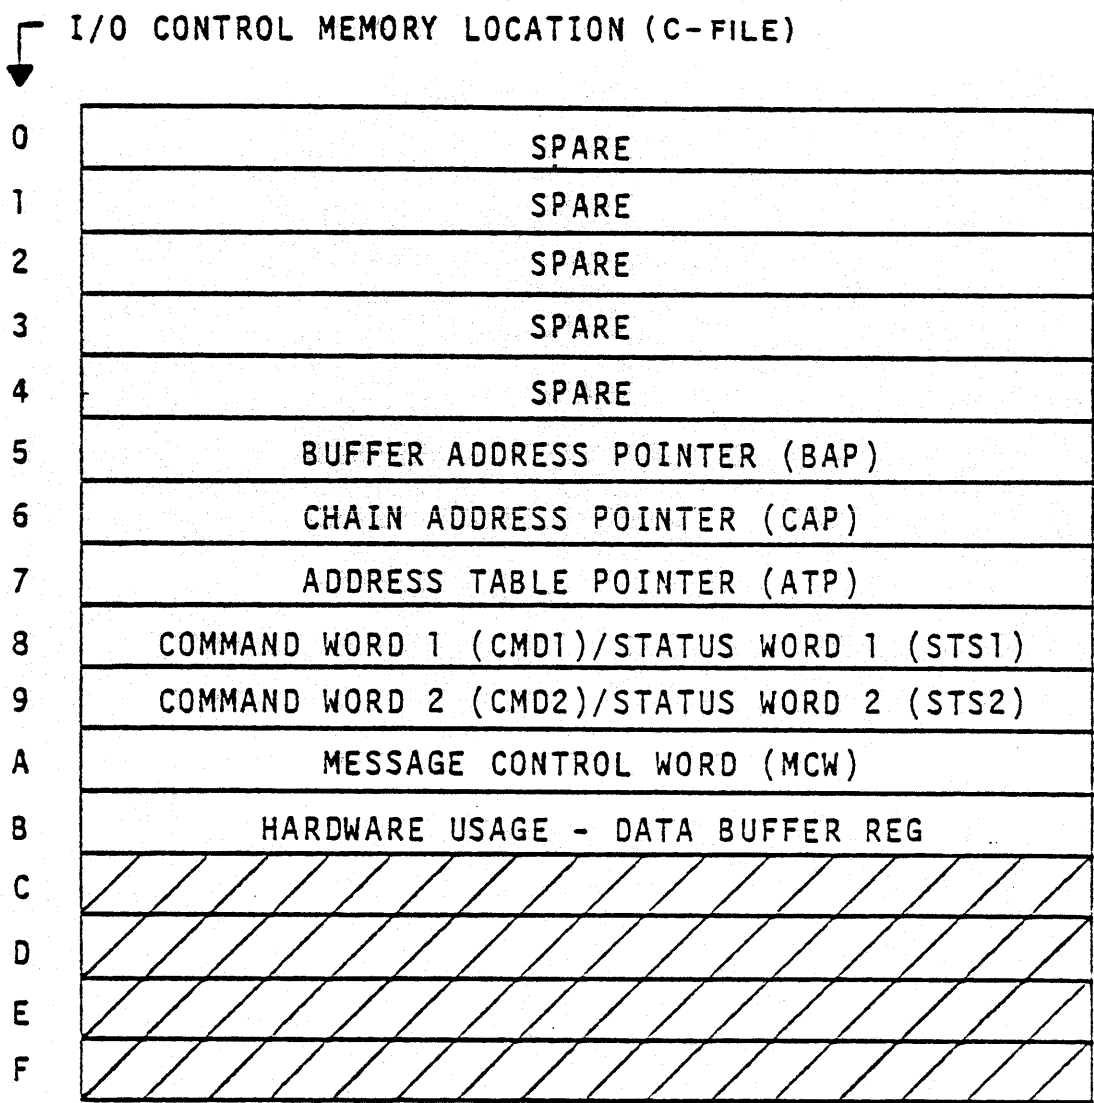 I/O CONTROL MEMORY LOCATION (C-FILE)
0 SPARE
1 SPARE
2 SPARE
3 SPARE
4 SPARE
5 BUFFER ADDRESS POINTER (BAP)
6 CHAIN ADDRESS POINTER (CAP)
7 ADDRESS TABLE POINTER (ATP)
8 COMMAND WORD 1 (CMD1)/STATUS WORD 1 (STS1)
9 COMMAND WORD 2 (CMD2)/STATUS WORD 2 (STS2)
A MESSAGE CONTROL WORD (MCW)
B HARDWARE USAGE - DATA BUFFER REG
C
D
E
F